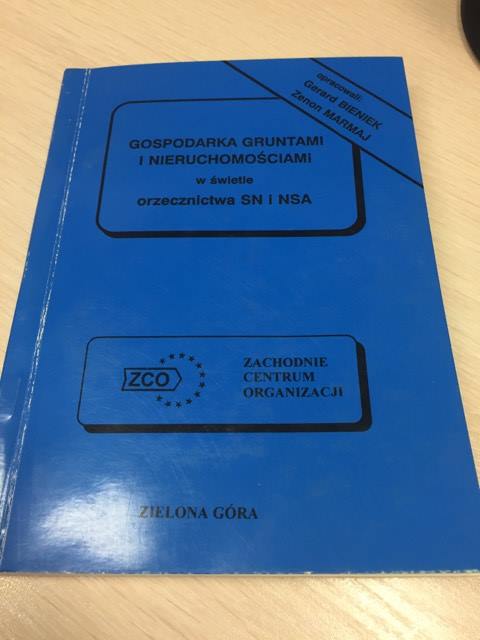 opracowali:
Gerard BIENIEK
Zenon MARMAJ
GOSPODARKA GRUNTAMI
I NIERUCHOMOŚCIAMI
w świetle
orzecznictwa SN i NSA
ZCO
ZACHODNIE
CENTRUM
ORGANIZACJI
ZIELONA GÓRA